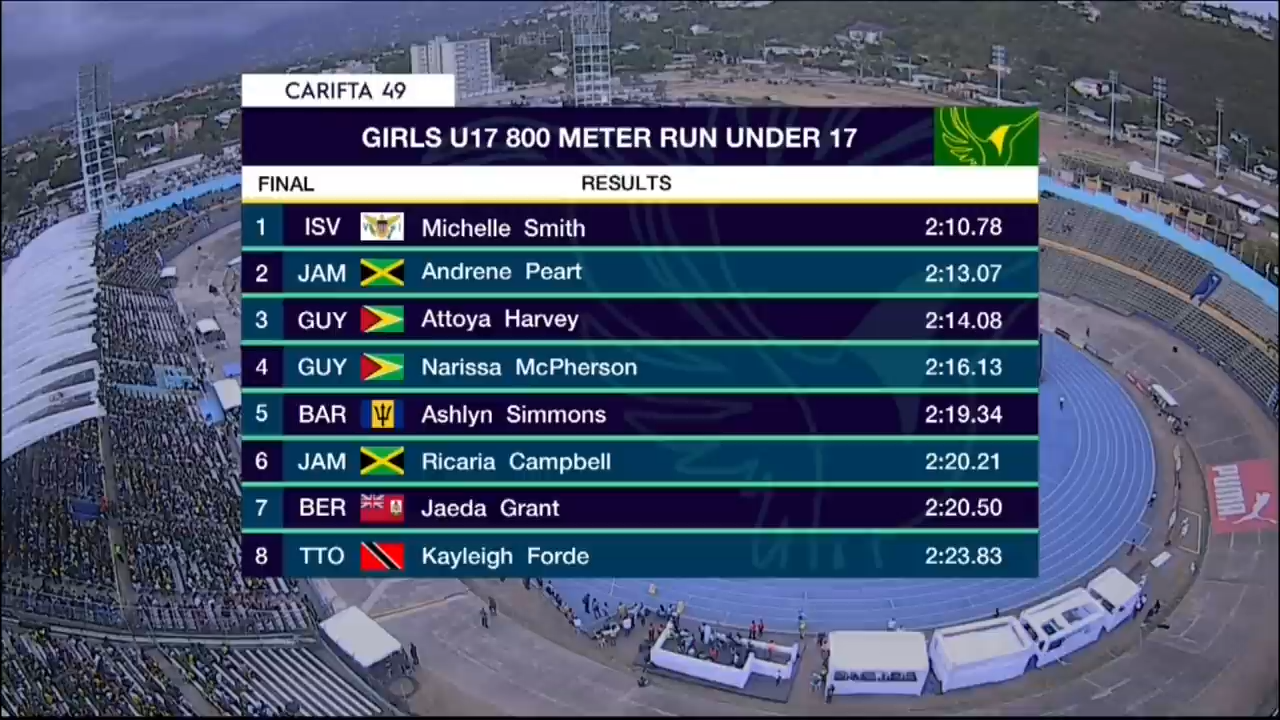 CARIFTA 49
GIRLS U17 800 METER RUN UNDER 17
FINAL RESULTS
1 ISV Michelle Smith 2:10.78
2 JAM Andrene Peart 2:13.07
3 GUY Attoya Harvey 2:14.08
4 GUY Narissa McPherson 2:16.13
5 BAR Ashlyn Simmons 2:19.34
6 JAM Ricaria Campbell 2:20.21
7 BER Jaeda Grant 2:20.50
8 TTO Kayleigh Forde 2:23.83
PUMA